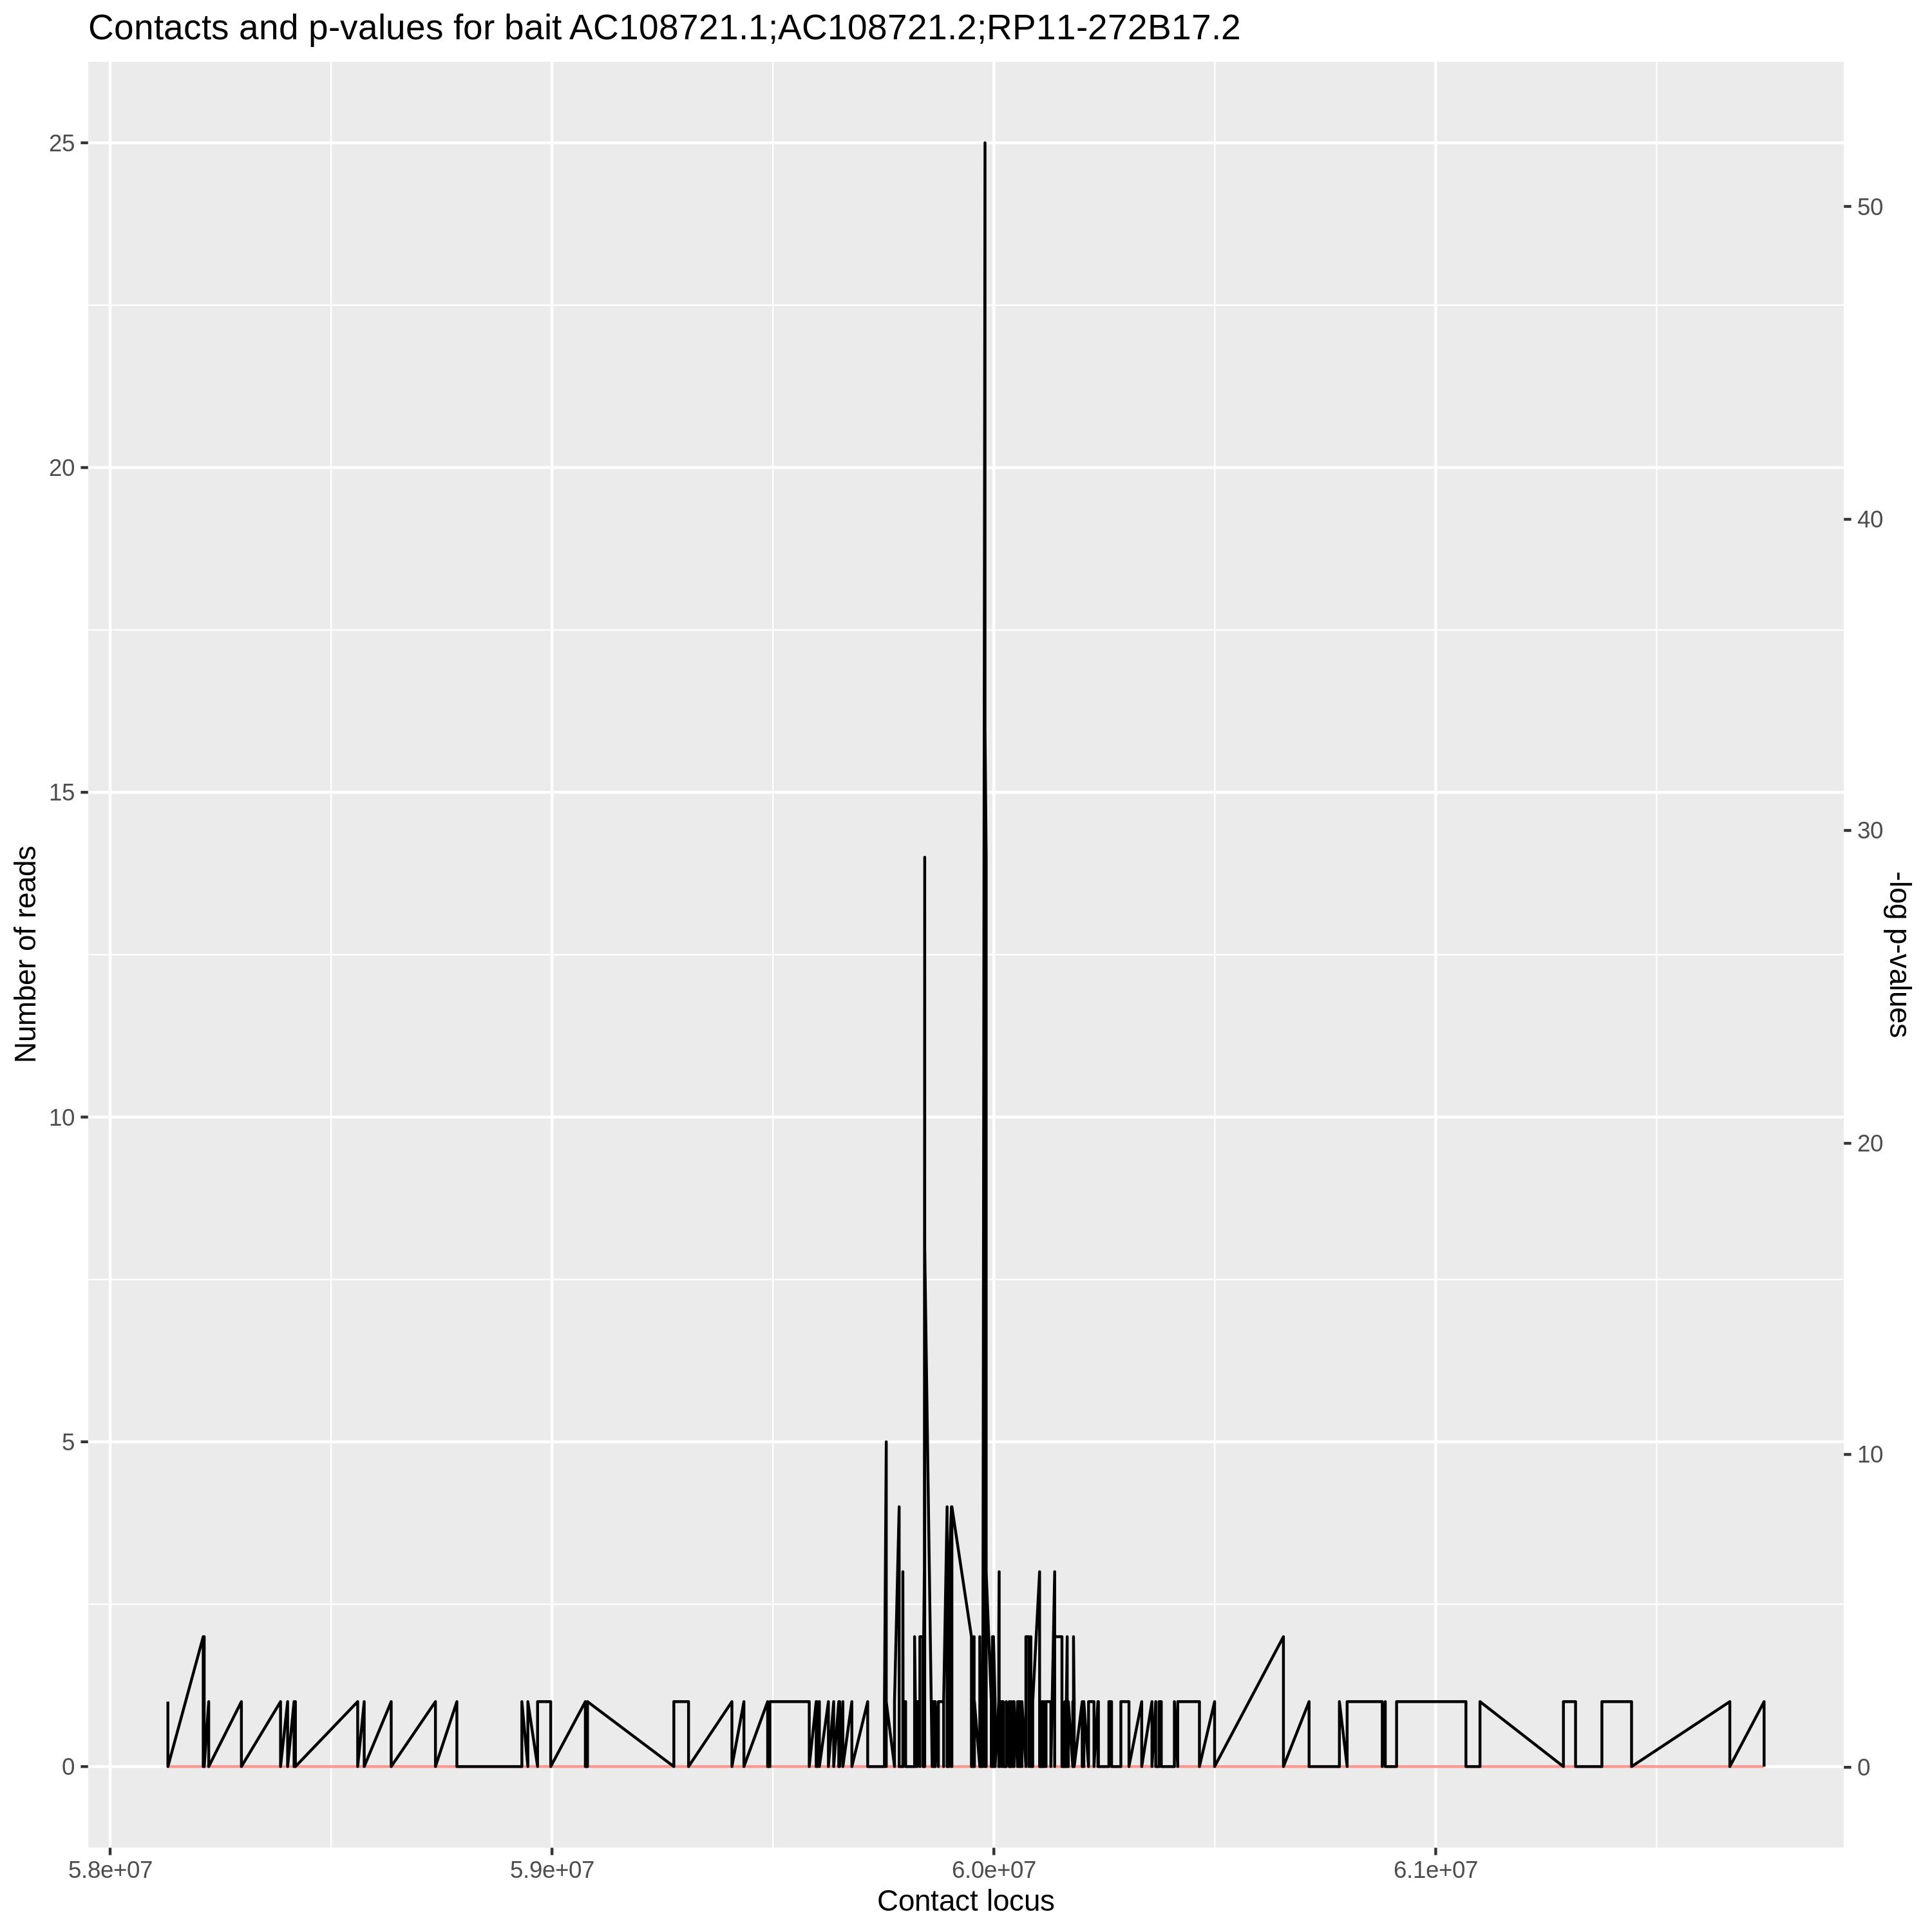 Contacts and p-values for bait AC108721.1;AC108721.2;RP11-272B17.2
25
20
15
10
5
0
Number of reads
50
40
30
20
10
0
-log p-values
5.8e+07
5.9e+07
6.0e+07
6.1e+07
Contact locus